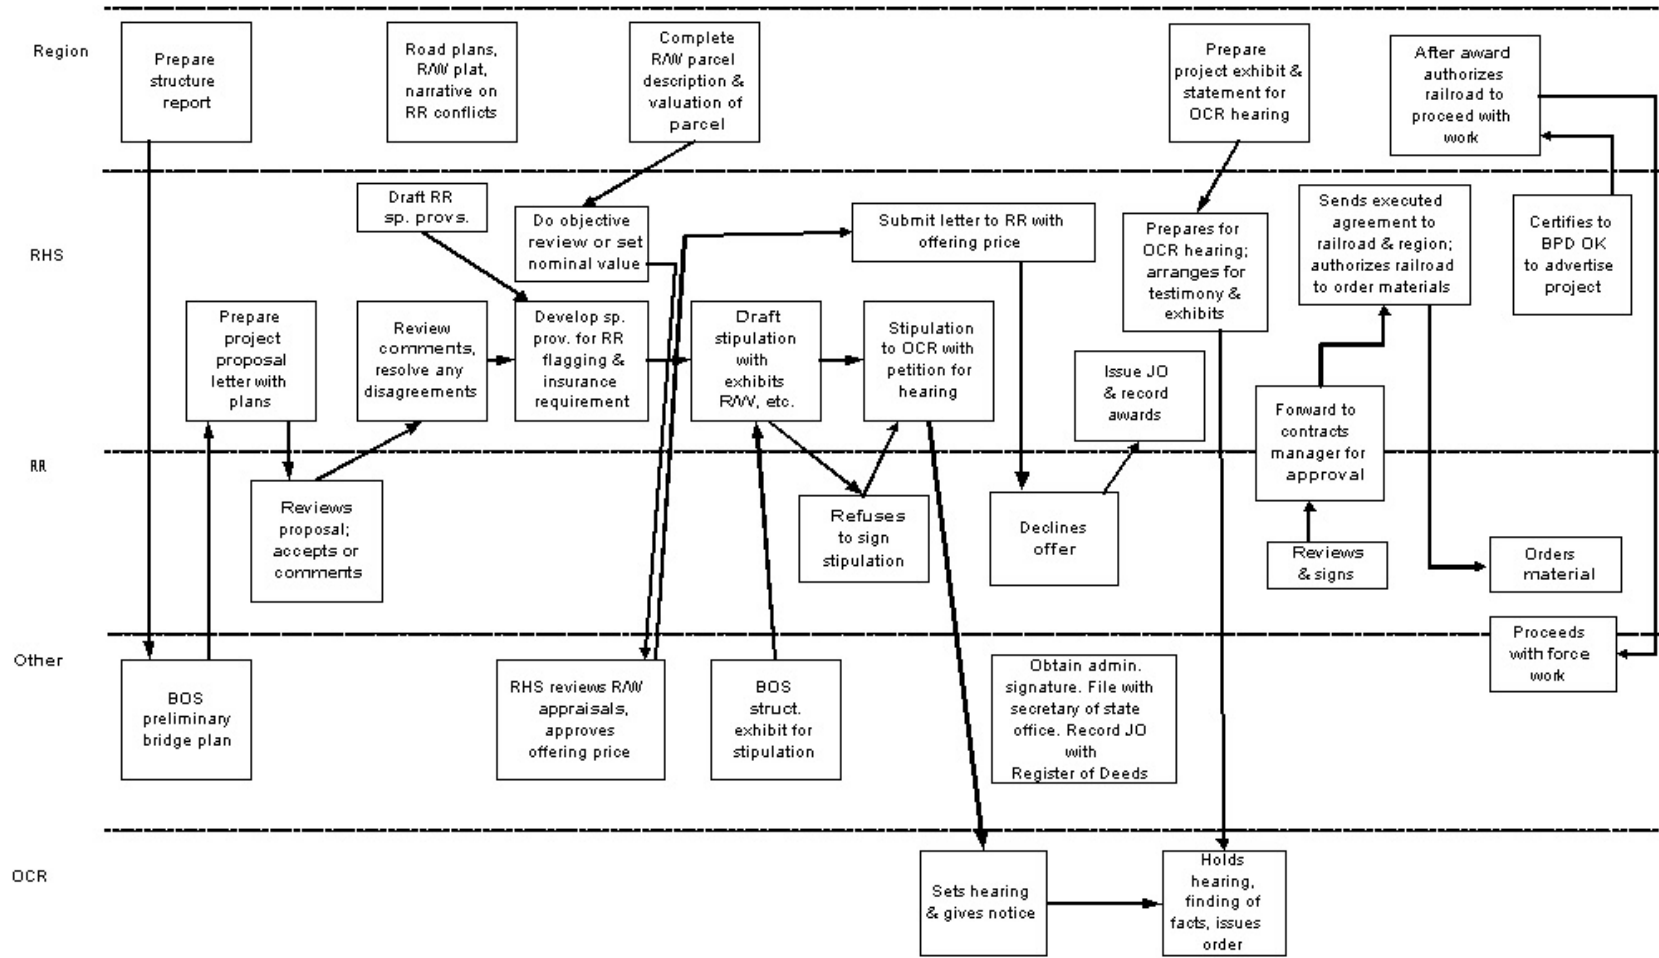 Region
Prepare
structure
report
Road plans,
R/W plat,
narrative on
RR conflicts
Complete
R/W parcel
description &
valuation of
parcel
Prepare
project exhibit &
statement for
OCR hearing
After award
authorizes
railroad to
proceed with
work
RHS
Draft RR
sp. provs.
Do objective
review or set
nominal value
Submit letter to RR with
offering price
Prepares for
OCR hearing;
arranges for
testimony &
exhibits
Sends executed
agreement to
railroad & region;
authorizes railroad
to order materials
Certifies to
BPD OK
to advertise
project
Prepare
project
proposal
letter with
plans
Review
comments,
resolve any
disagreements
Develop sp.
prov. for RR
flagging &
insurance
requirement
Draft
stipulation
with
exhibits
R/W, etc.
Stipulation
to OCR with
petition for
hearing
Issue JO
& record
awards
Forward to
contracts
manager for
approval
RR
Reviews
proposal;
accepts or
comments
Refuses
to sign
stipulation
Declines
offer
Reviews
& signs
Orders
material
Other
BOS
preliminary
bridge plan
RHS reviews R/W
appraisals,
approves
offering price
BOS
struct.
exhibit for
stipulation
Obtain admin.
signature. File with
secretary of state
office. Record JO
with
Register of Deeds
Proceeds
with force
work
OCR
Sets hearing
& gives notice
Holds
hearing,
finding of
facts, issues
order